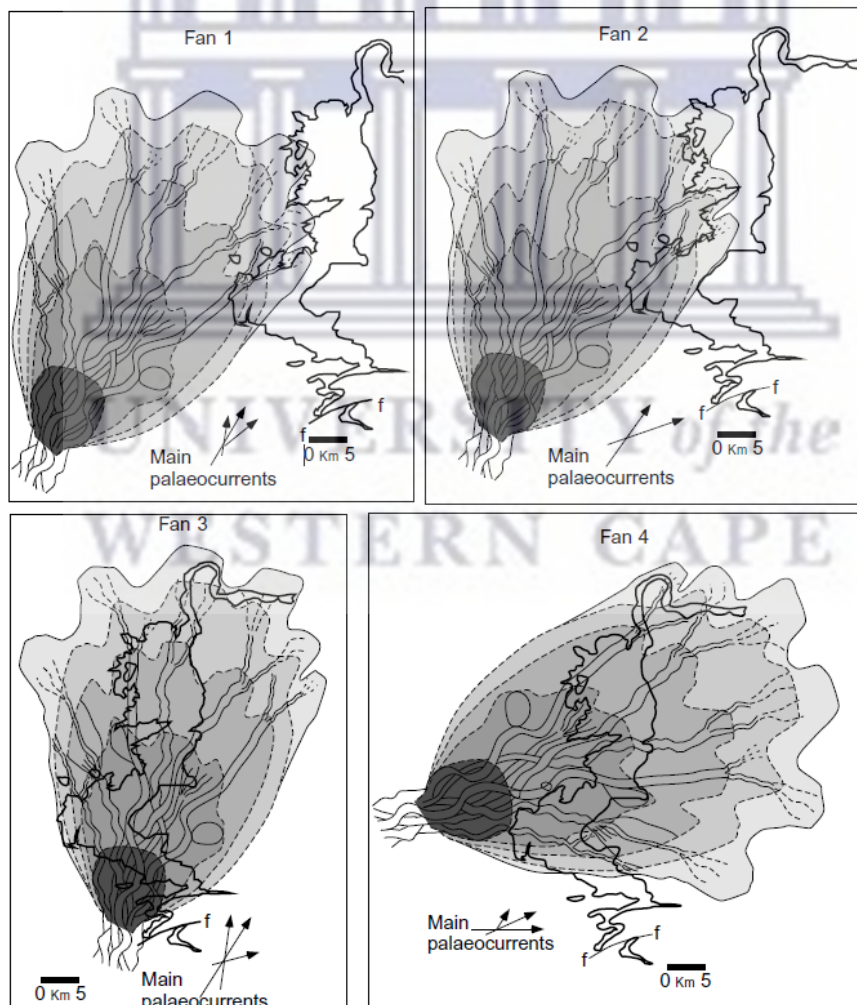 Fan 1
f
f
Main
palaeocurrents
0 Km 5
Fan 2
f
f
Main
palaeocurrents
0 Km 5
UNIVERSITY of the
WESTERN CAPE
Fan 3
f
0 Km 5
Main
palaeocurrents
Fan 4
Main
palaeocurrents
f
f
0 Km 5